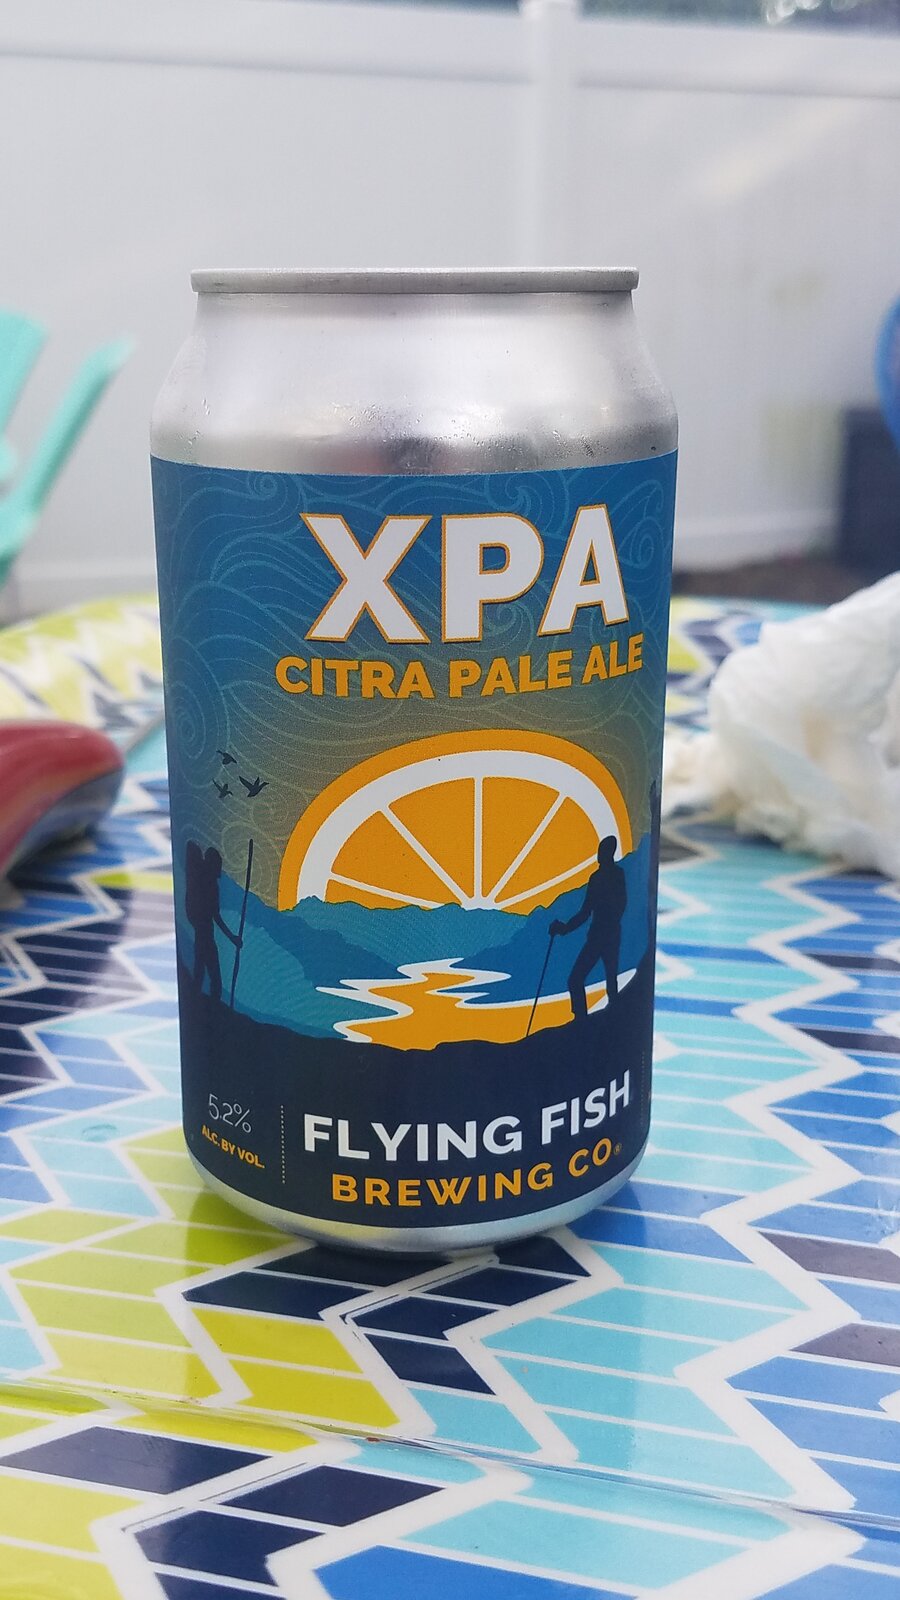 XPA
CITRA PALE ALE
5.2%
ALC. BY VOL.
FLYING FISH
BREWING CO®